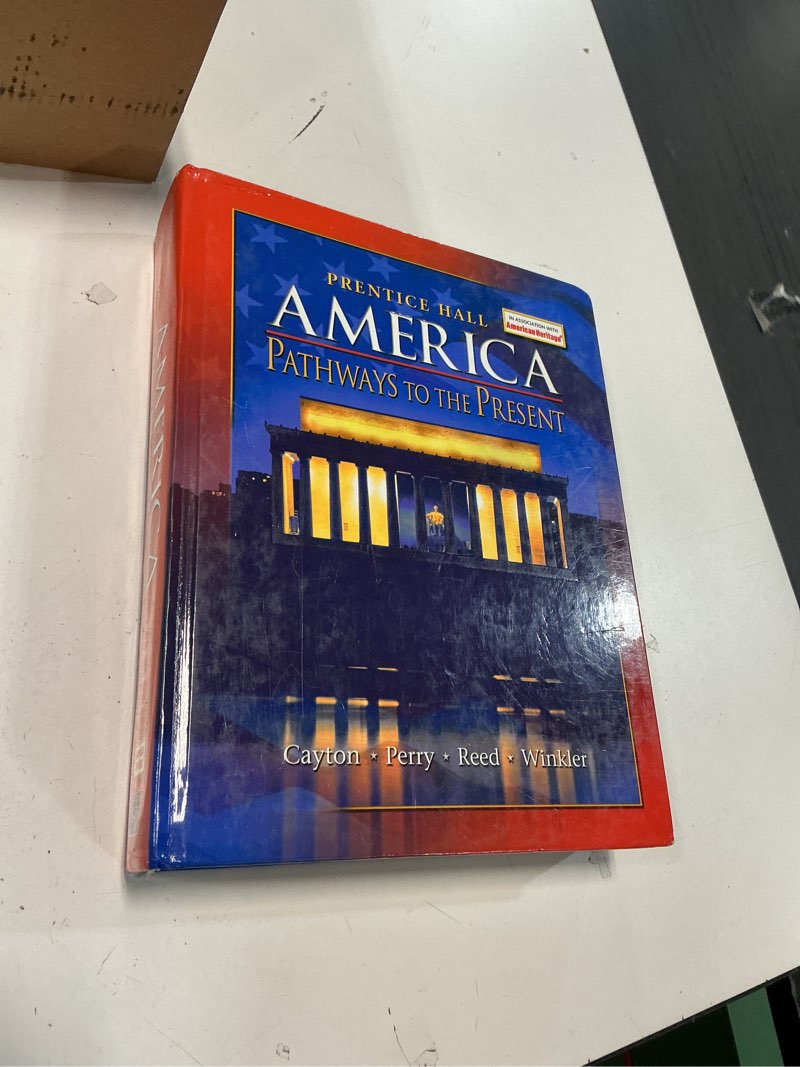 PRENTICE HALL
AMERICA
IN ASSOCIATION WITH
American Heritage®
PATHWAYS TO THE PRESENT
Cayton ★ Perry ★ Reed ★ Winkler
AMERICA